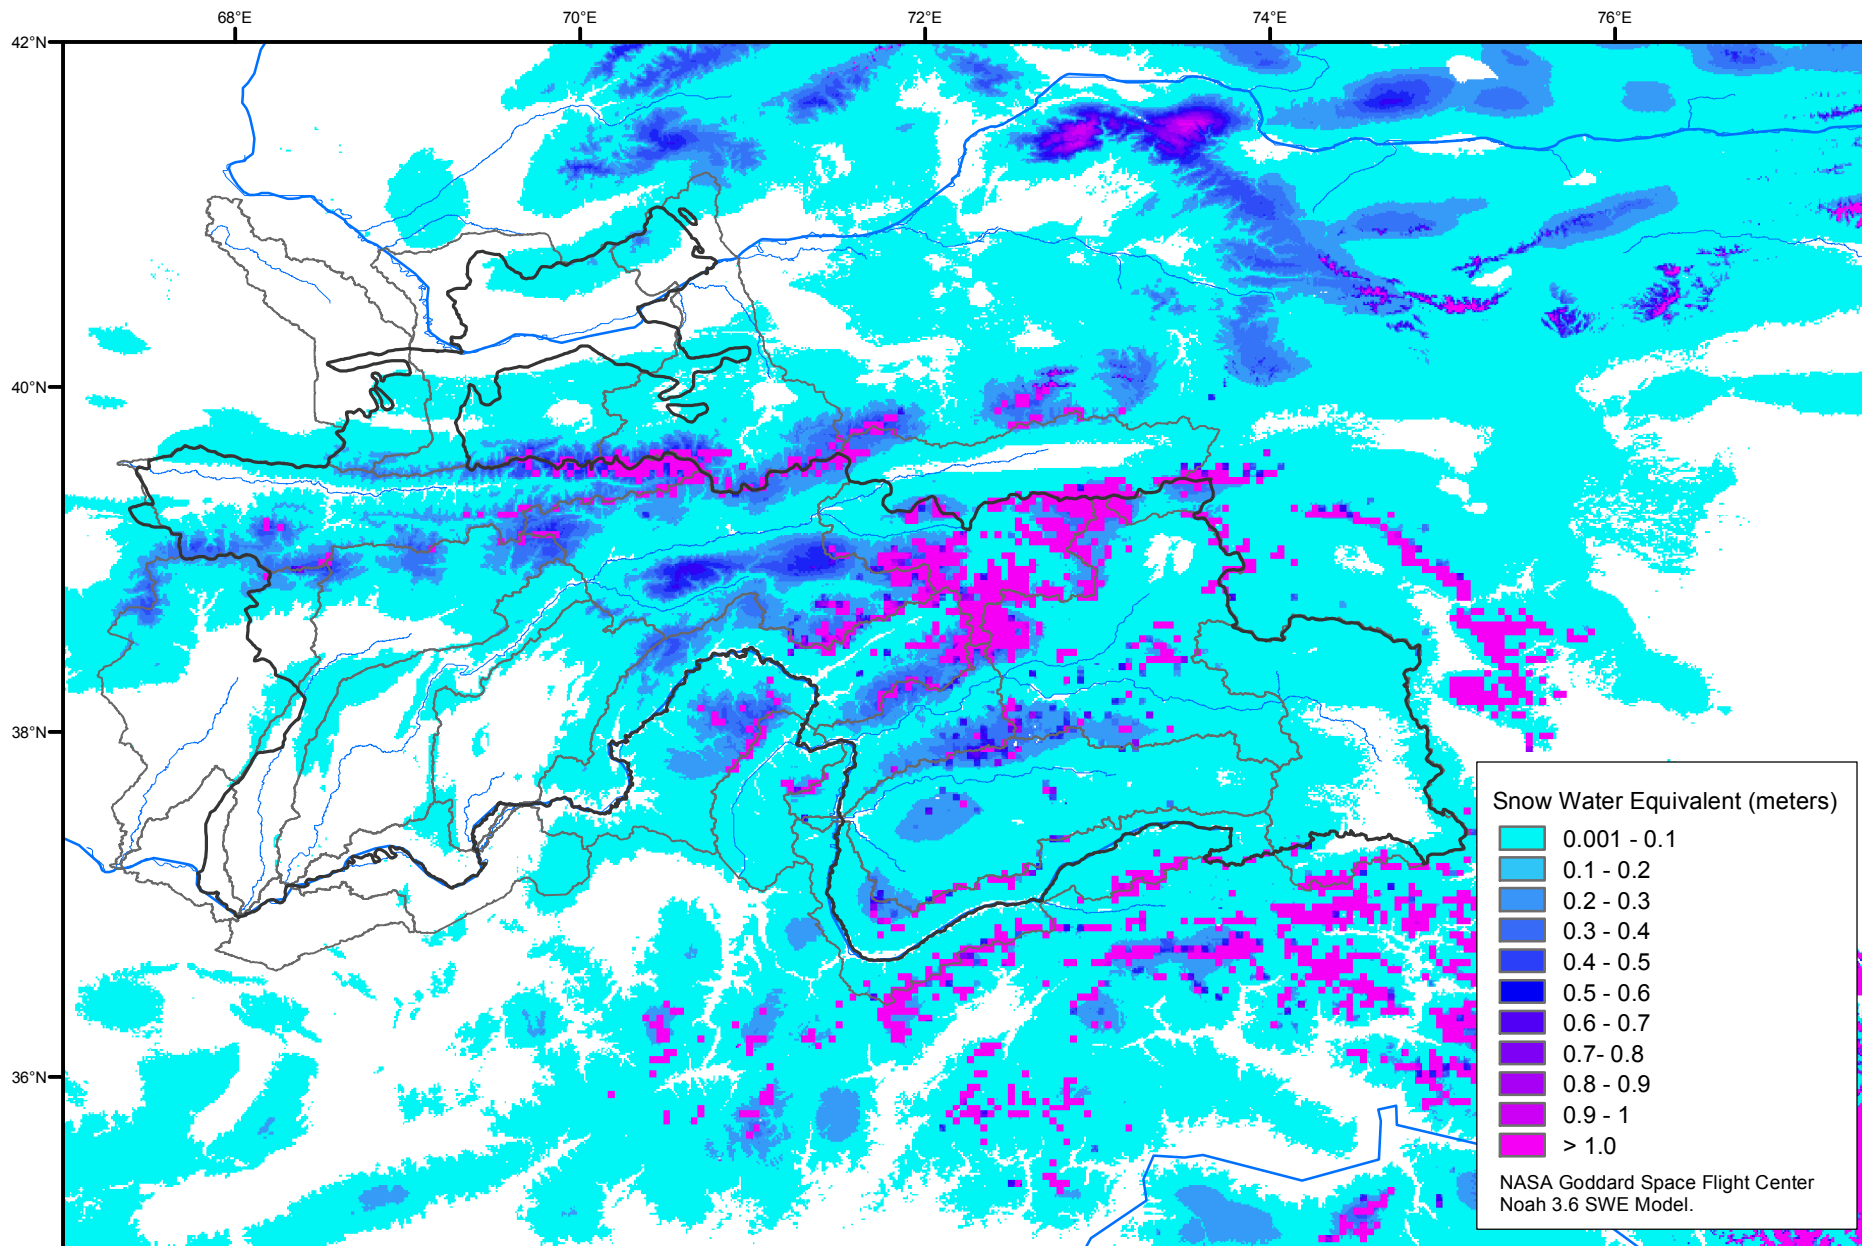 68°E 70°E 72°E 74°E 76°E
42°N
40°N
38°N
36°N
Snow Water Equivalent (meters)
0.001 - 0.1
0.1 - 0.2
0.2 - 0.3
0.3 - 0.4
0.4 - 0.5
0.5 - 0.6
0.6 - 0.7
0.7- 0.8
0.8 - 0.9
0.9 - 1
> 1.0
NASA Goddard Space Flight Center
Noah 3.6 SWE Model.